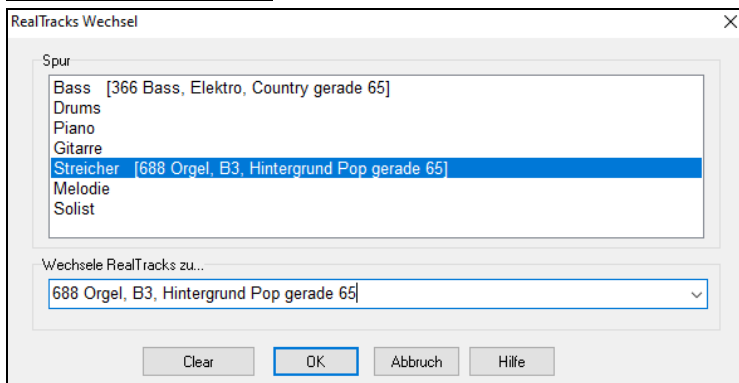 RealTracks Wechsel
Spur
Bass [366 Bass, Elektro, Country gerade 65]
Drums
Piano
Gitarre
Streicher [688 Orgel, B3, Hintergrund Pop gerade 65]
Melodie
Solist
Wechsele RealTracks zu...
688 Orgel, B3, Hintergrund Pop gerade 65
Clear OK Abbruch Hilfe